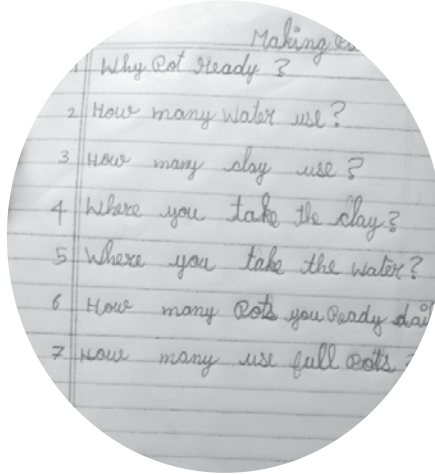 Making
1 Why Pot ready ?
2 How many Water use ?
3 How many clay use ?
4 Where you take the clay ?
5 Where you take the water ?
6 How many Pots you Ready
7 How many use full Pots ?